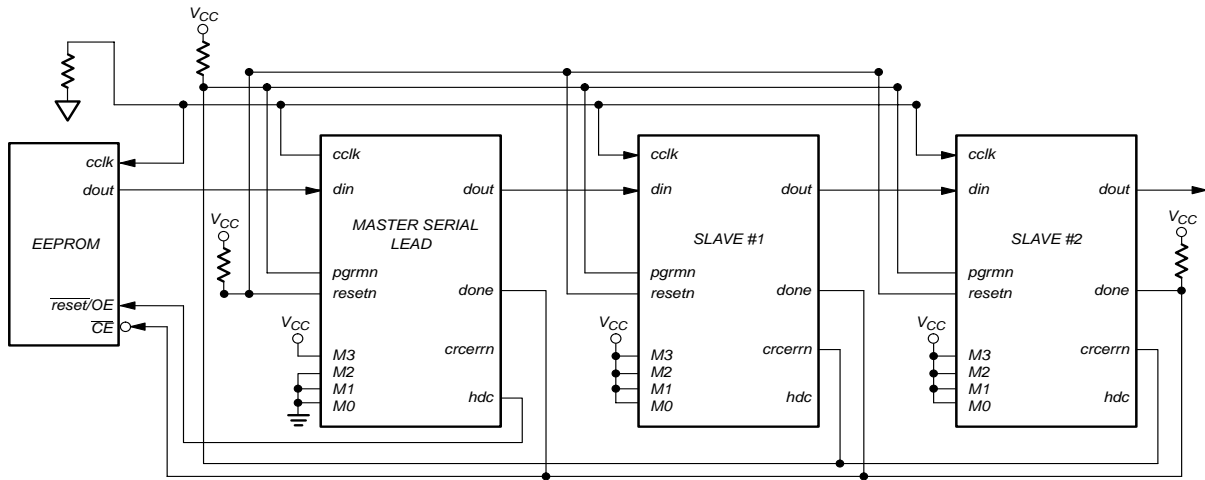 VCC
cclk
dout
EEPROM
reset/OE
CE
VCC
cclk
din
dout
MASTER SERIAL
LEAD
pgrmn
resetn
done
VCC
M3
M2
M1
M0
crcerrn
hdc
cclk
din
dout
SLAVE #1
pgrmn
resetn
done
VCC
M3
M2
M1
M0
crcerrn
hdc
cclk
din
dout
SLAVE #2
VCC
pgrmn
resetn
done
VCC
M3
M2
M1
M0
crcerrn
hdc